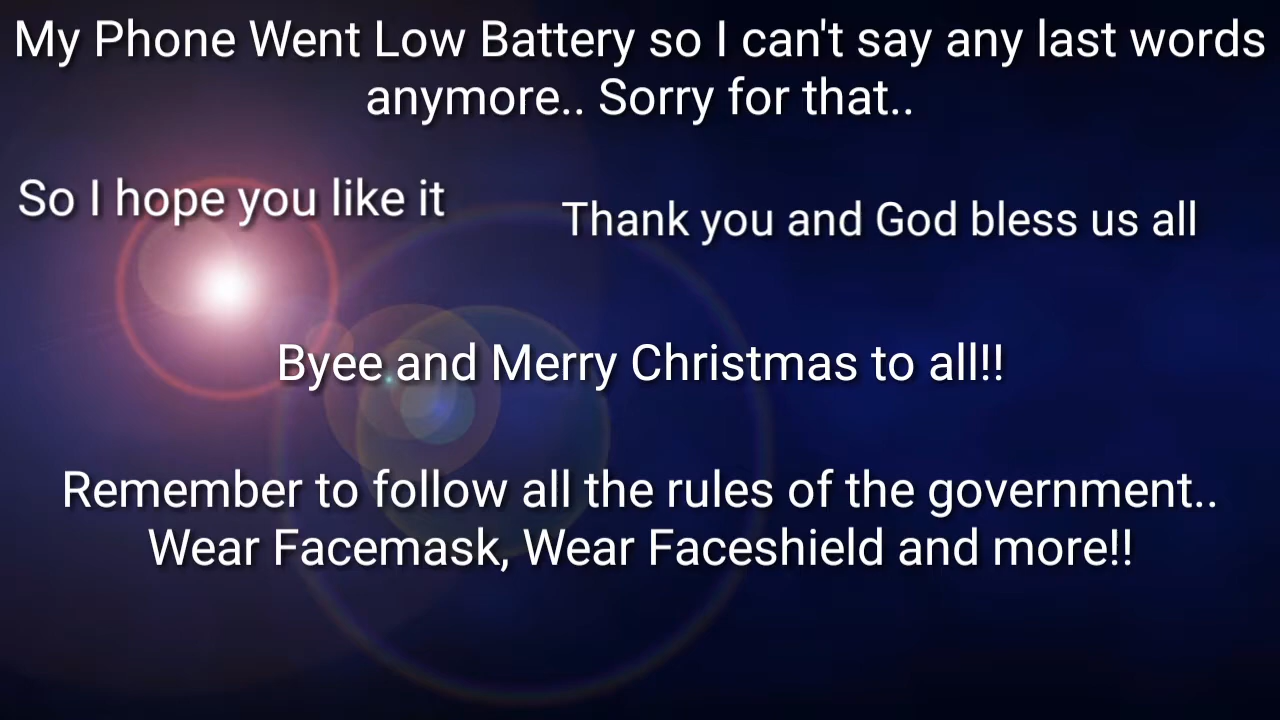 My Phone Went Low Battery so I can't say any last words
anymore.. Sorry for that..
So I hope you like it
Thank you and God bless us all
Byee and Merry Christmas to all!!
Remember to follow all the rules of the government..
Wear Facemask, Wear Faceshield and more!!